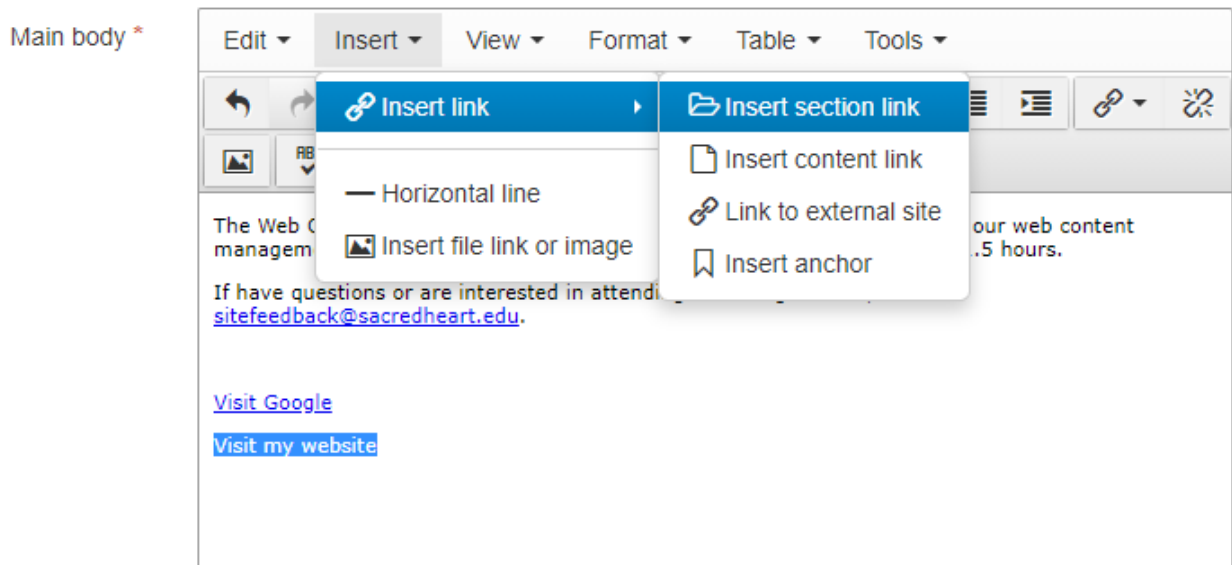 Main body *
Edit Insert View Format Table Tools
Insert link
Insert section link
Insert content link
Horizontal line
Link to external site
Insert file link or image
Insert anchor
The Web our web content
managem .5 hours.
If have questions or are interested in attendi
sitefeedback@sacredheart.edu.
Visit Google
Visit my website